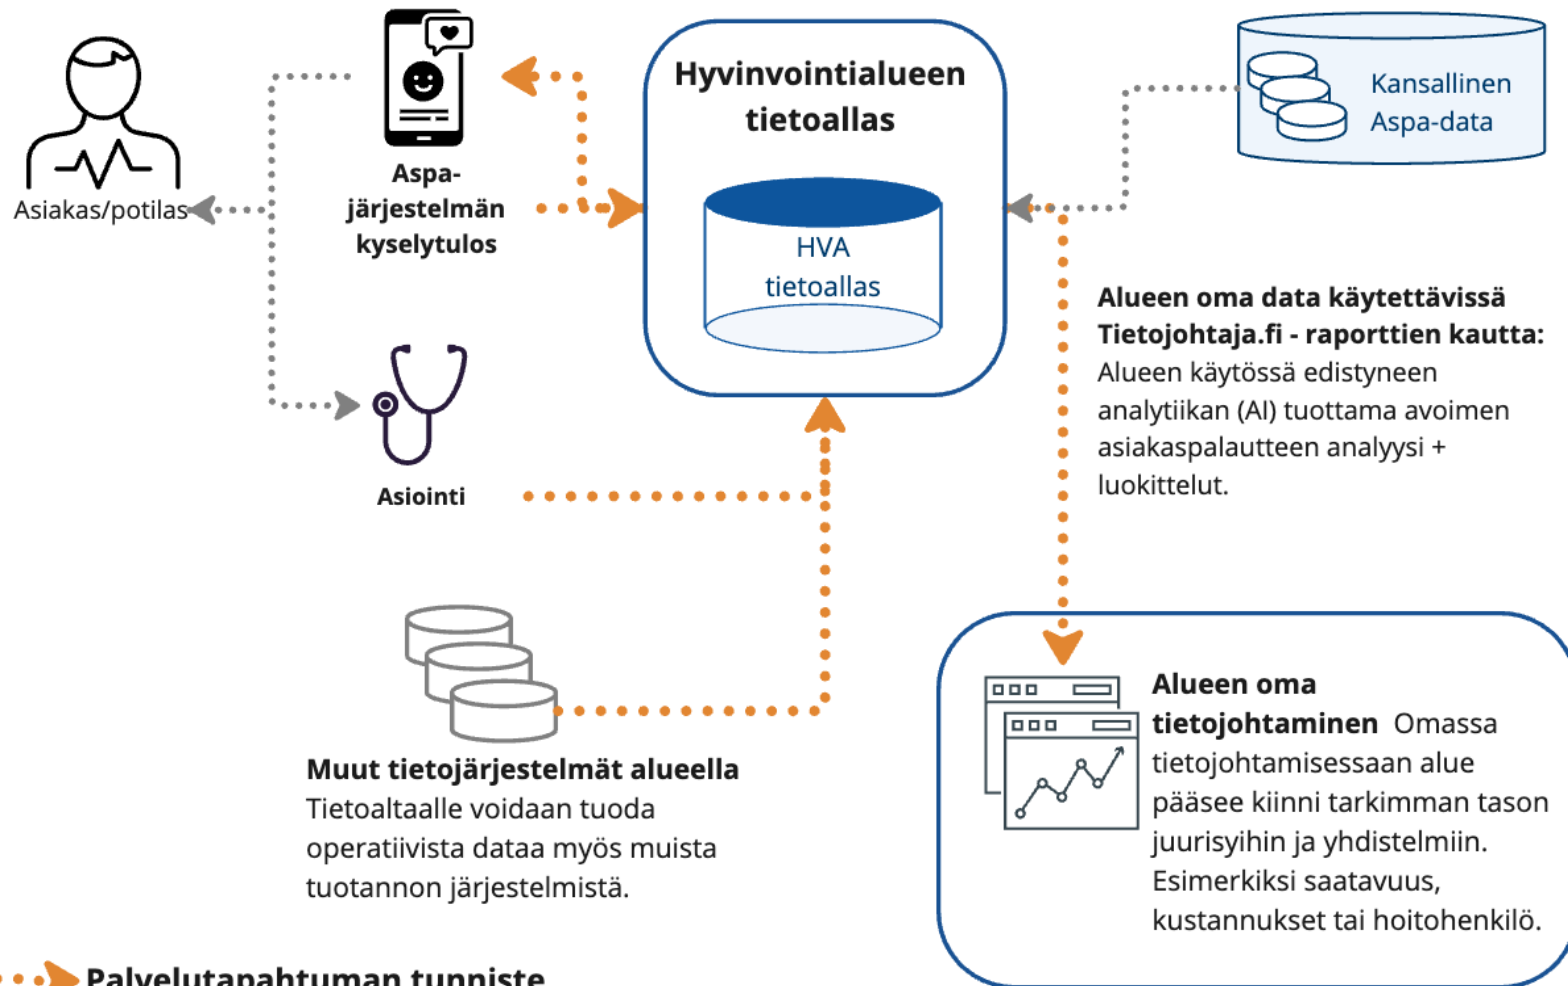 Asiakas/potilas
Aspa-
järjestelmän
kyselytulos
Asiointi
Hyvinvointialueen
tietoallas
HVA
tietoallas
Kansallinen
Aspa-data
Alueen oma data käytettävissä
Tietojohtaja.fi - raporttien kautta:
Alueen käytössä edistyneen
analytiikan (AI) tuottama avoimen
asiakaspalautteen analyysi +
luokittelut.
Muut tietojärjestelmät alueella
Tietoaltaalle voidaan tuoda
operatiivista dataa myös muista
tuotannon järjestelmistä.
Alueen oma
tietojohtaminen Omassa
tietojohtamisessaan alue
pääsee kiinni tarkimman tason
juurisyihin ja yhdistelmiin.
Esimerkiksi saatavuus,
kustannukset tai hoitohenkilö.
Palvelutapahtuman tunniste